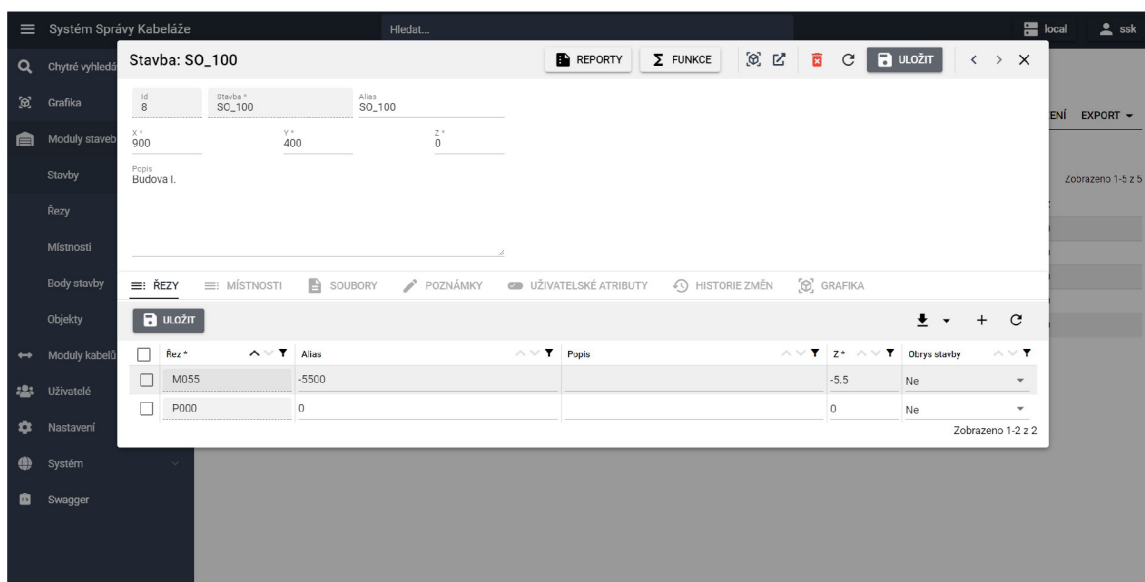 Systém Správy Kabeláže
Hledat...
local
ssk
Chytré vyhledá
Grafika
Moduly staveb
Stavby
Řezy
Místnosti
Body stavby
Objekty
Moduly kabelů
Uživatelé
Nastavení
Systém
Swagger
ENÍ EXPORT
Zobrazeno 1-5 z 5
Stavba: SO_100
REPORTY
FUNKCE
ULOŽIT
Id
8
Stavba *
SO_100
Alias
SO_100
X *
900
Y *
400
Z *
0
Popis
Budova I.
ŘEZY
MÍSTNOSTI
SOUBORY
POZNÁMKY
UŽIVATELSKÉ ATRIBUTY
HISTORIE ZMĚN
GRAFIKA
ULOŽIT
Řez * Alias Popis Z * Obrys stavby
M055 -5500 -5.5 Ne
P000 0 0 Ne
Zobrazeno 1-2 z 2